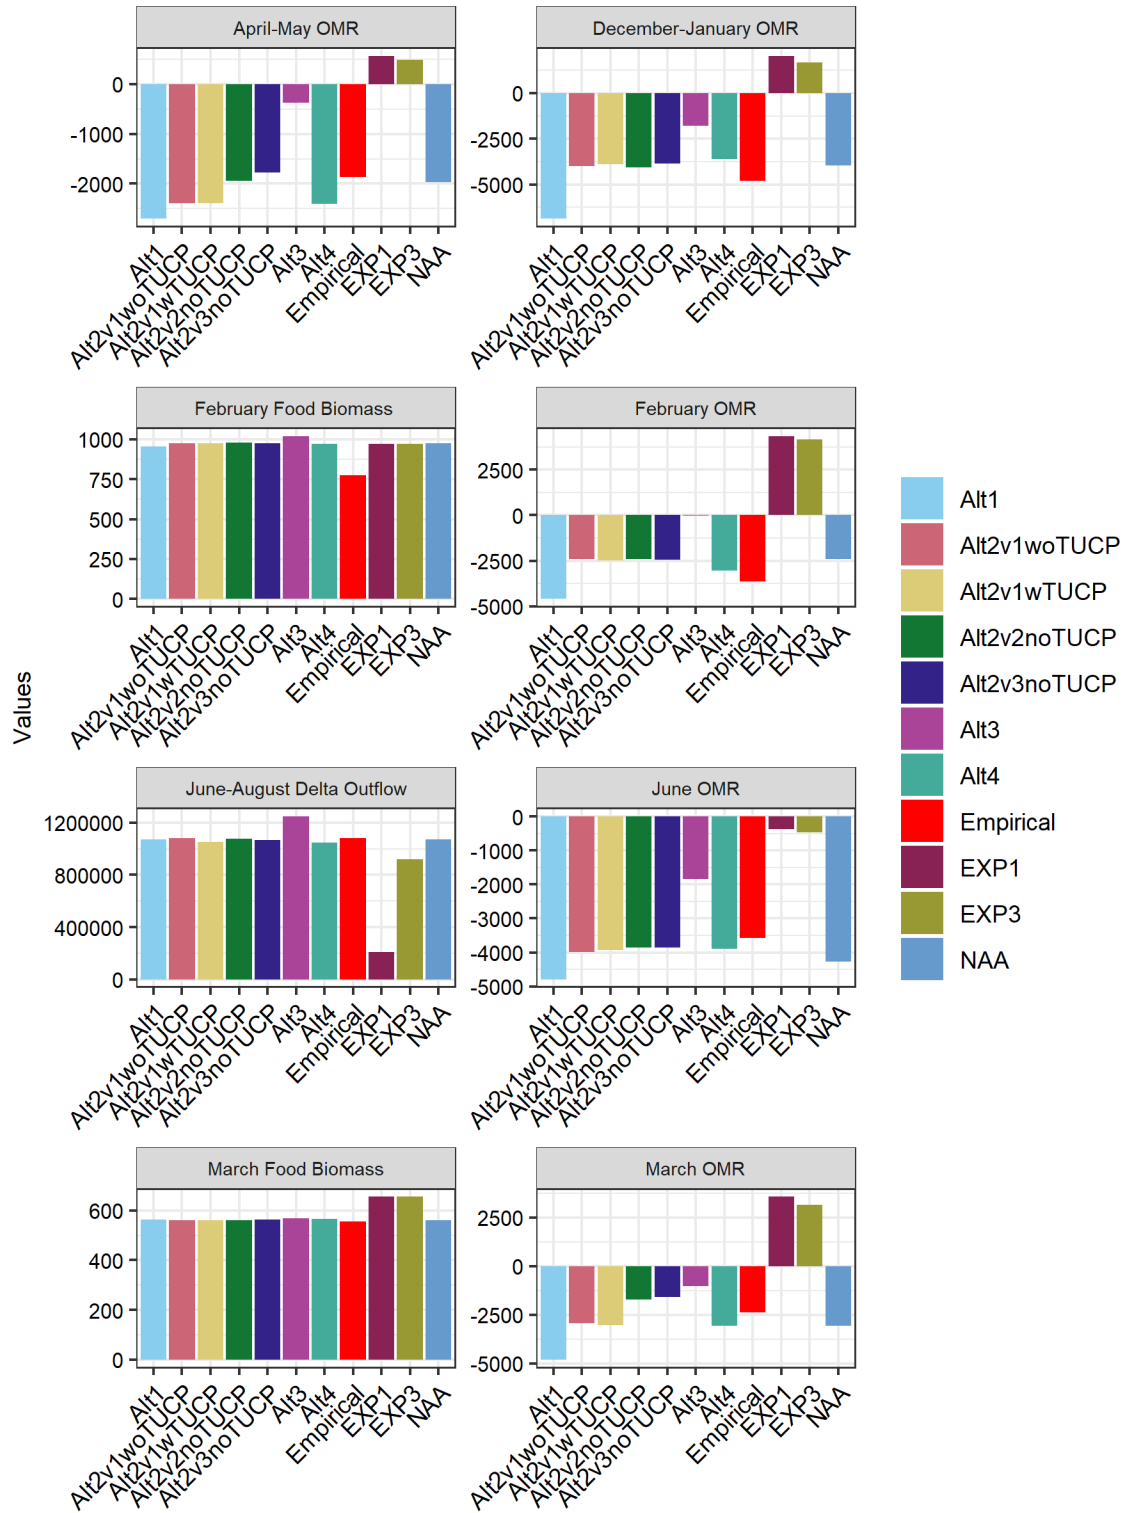 April-May OMR
0
-1000
-2000
Alt1
Alt2v1woTUCP
Alt2v1wTUCP
Alt2v2noTUCP
Alt2v3noTUCP
Alt3
Alt4
Empirical
EXP1
EXP3
NAA
December-January OMR
0
-2500
-5000
Alt1
Alt2v1woTUCP
Alt2v1wTUCP
Alt2v2noTUCP
Alt2v3noTUCP
Alt3
Alt4
Empirical
EXP1
EXP3
NAA
February Food Biomass
1000
750
500
250
0
Alt1
Alt2v1woTUCP
Alt2v1wTUCP
Alt2v2noTUCP
Alt2v3noTUCP
Alt3
Alt4
Empirical
EXP1
EXP3
NAA
February OMR
2500
0
-2500
-5000
Alt1
Alt2v1woTUCP
Alt2v1wTUCP
Alt2v2noTUCP
Alt2v3noTUCP
Alt3
Alt4
Empirical
EXP1
EXP3
NAA
Values
June-August Delta Outflow
1200000
800000
400000
0
Alt1
Alt2v1woTUCP
Alt2v1wTUCP
Alt2v2noTUCP
Alt2v3noTUCP
Alt3
Alt4
Empirical
EXP1
EXP3
NAA
June OMR
0
-1000
-2000
-3000
-4000
-5000
Alt1
Alt2v1woTUCP
Alt2v1wTUCP
Alt2v2noTUCP
Alt2v3noTUCP
Alt3
Alt4
Empirical
EXP1
EXP3
NAA
March Food Biomass
600
400
200
0
Alt1
Alt2v1woTUCP
Alt2v1wTUCP
Alt2v2noTUCP
Alt2v3noTUCP
Alt3
Alt4
Empirical
EXP1
EXP3
NAA
March OMR
2500
0
-2500
-5000
Alt1
Alt2v1woTUCP
Alt2v1wTUCP
Alt2v2noTUCP
Alt2v3noTUCP
Alt3
Alt4
Empirical
EXP1
EXP3
NAA
Alt1
Alt2v1woTUCP
Alt2v1wTUCP
Alt2v2noTUCP
Alt2v3noTUCP
Alt3
Alt4
Empirical
EXP1
EXP3
NAA